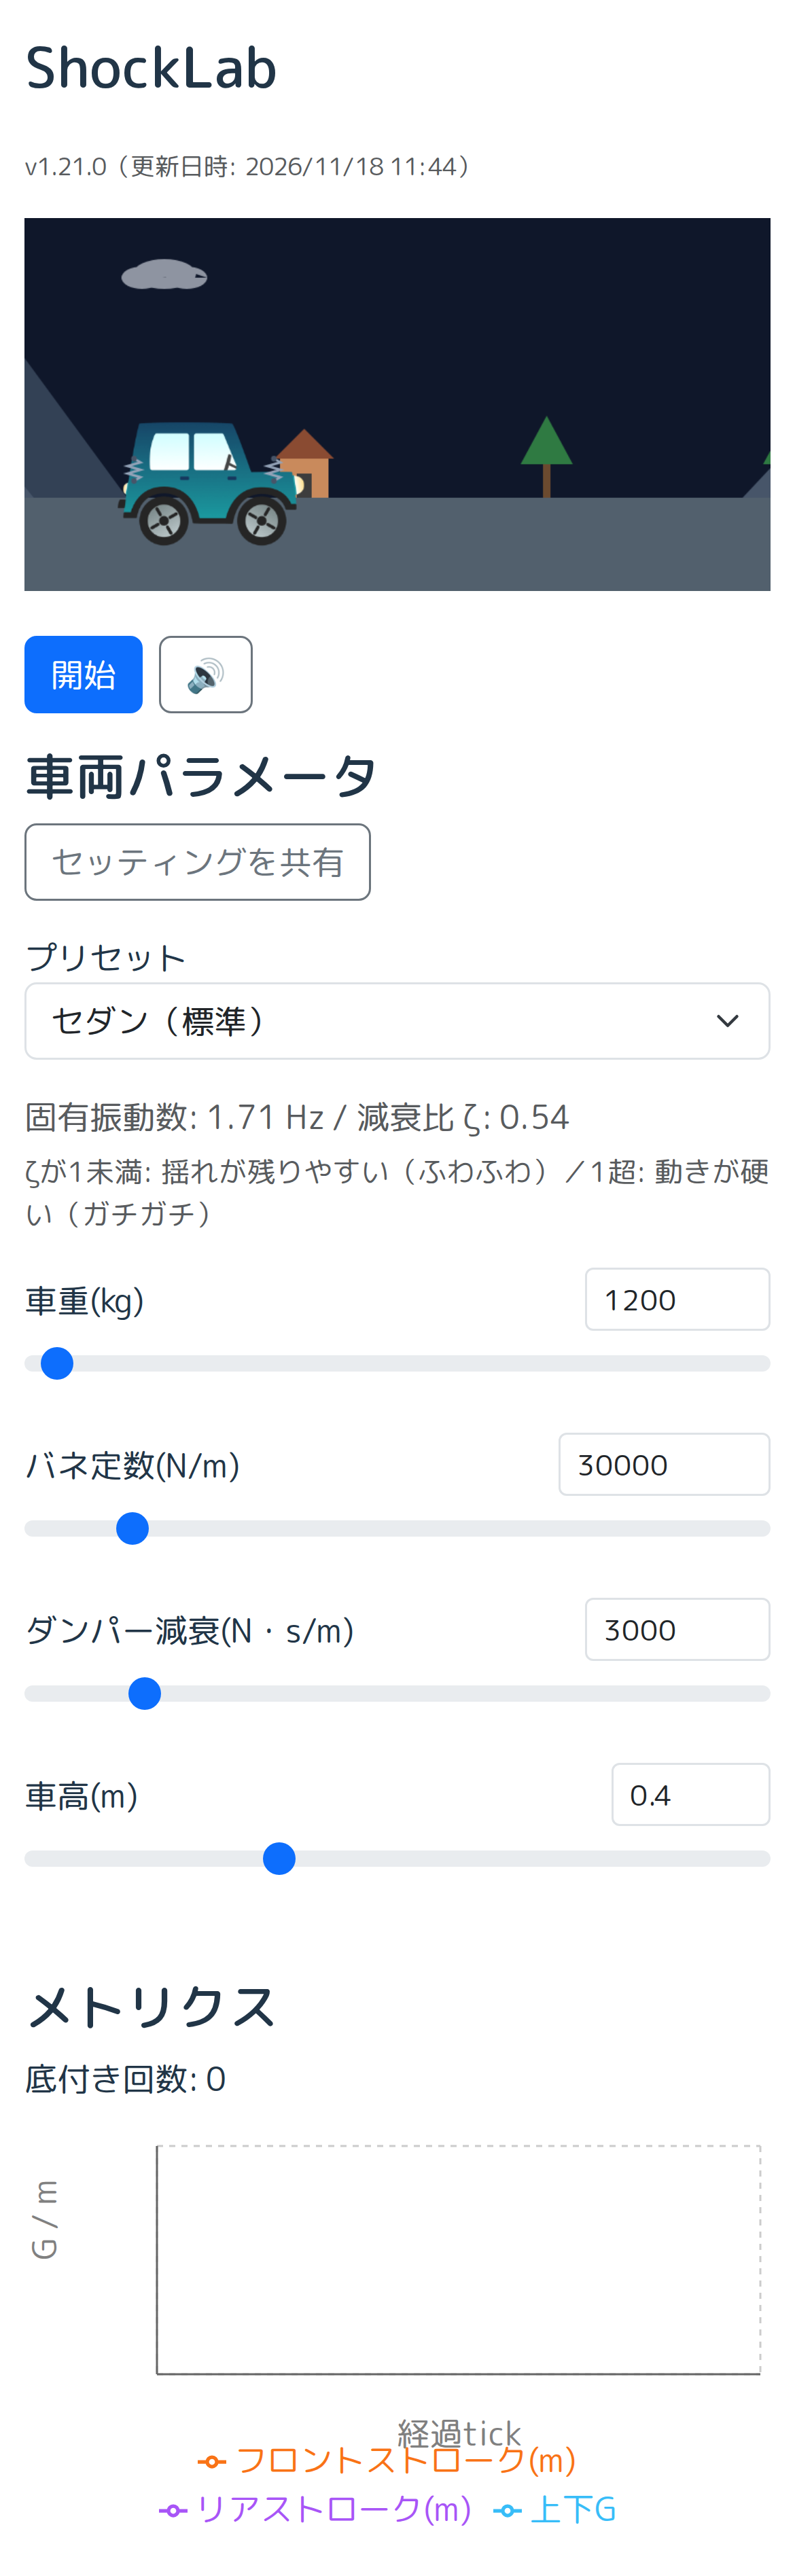 ShockLab
v1.21.0（更新日時: 2026/11/18 11:44）
開始
車両パラメータ
セッティングを共有
プリセット
セダン（標準）
固有振動数: 1.71 Hz / 減衰比 ζ: 0.54
ζが1未満: 揺れが残りやすい（ふわふわ）／1超: 動きが硬
い（ガチガチ）
車重(kg) 1200
バネ定数(N/m) 30000
ダンパー減衰(N・s/m) 3000
車高(m) 0.4
メトリクス
底付き回数: 0
G / m
経過tick
フロントストローク(m)
リアストローク(m) 上下G